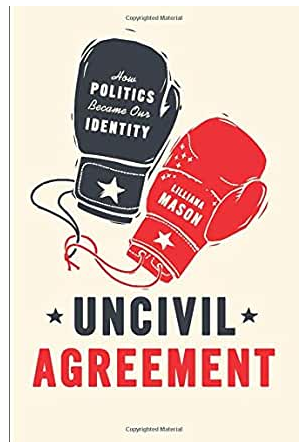 Copyrighted Material
How
POLITICS
Became Our
IDENTITY
LILLIANA
MASON
UNCIVIL
AGREEMENT
Copyrighted Material